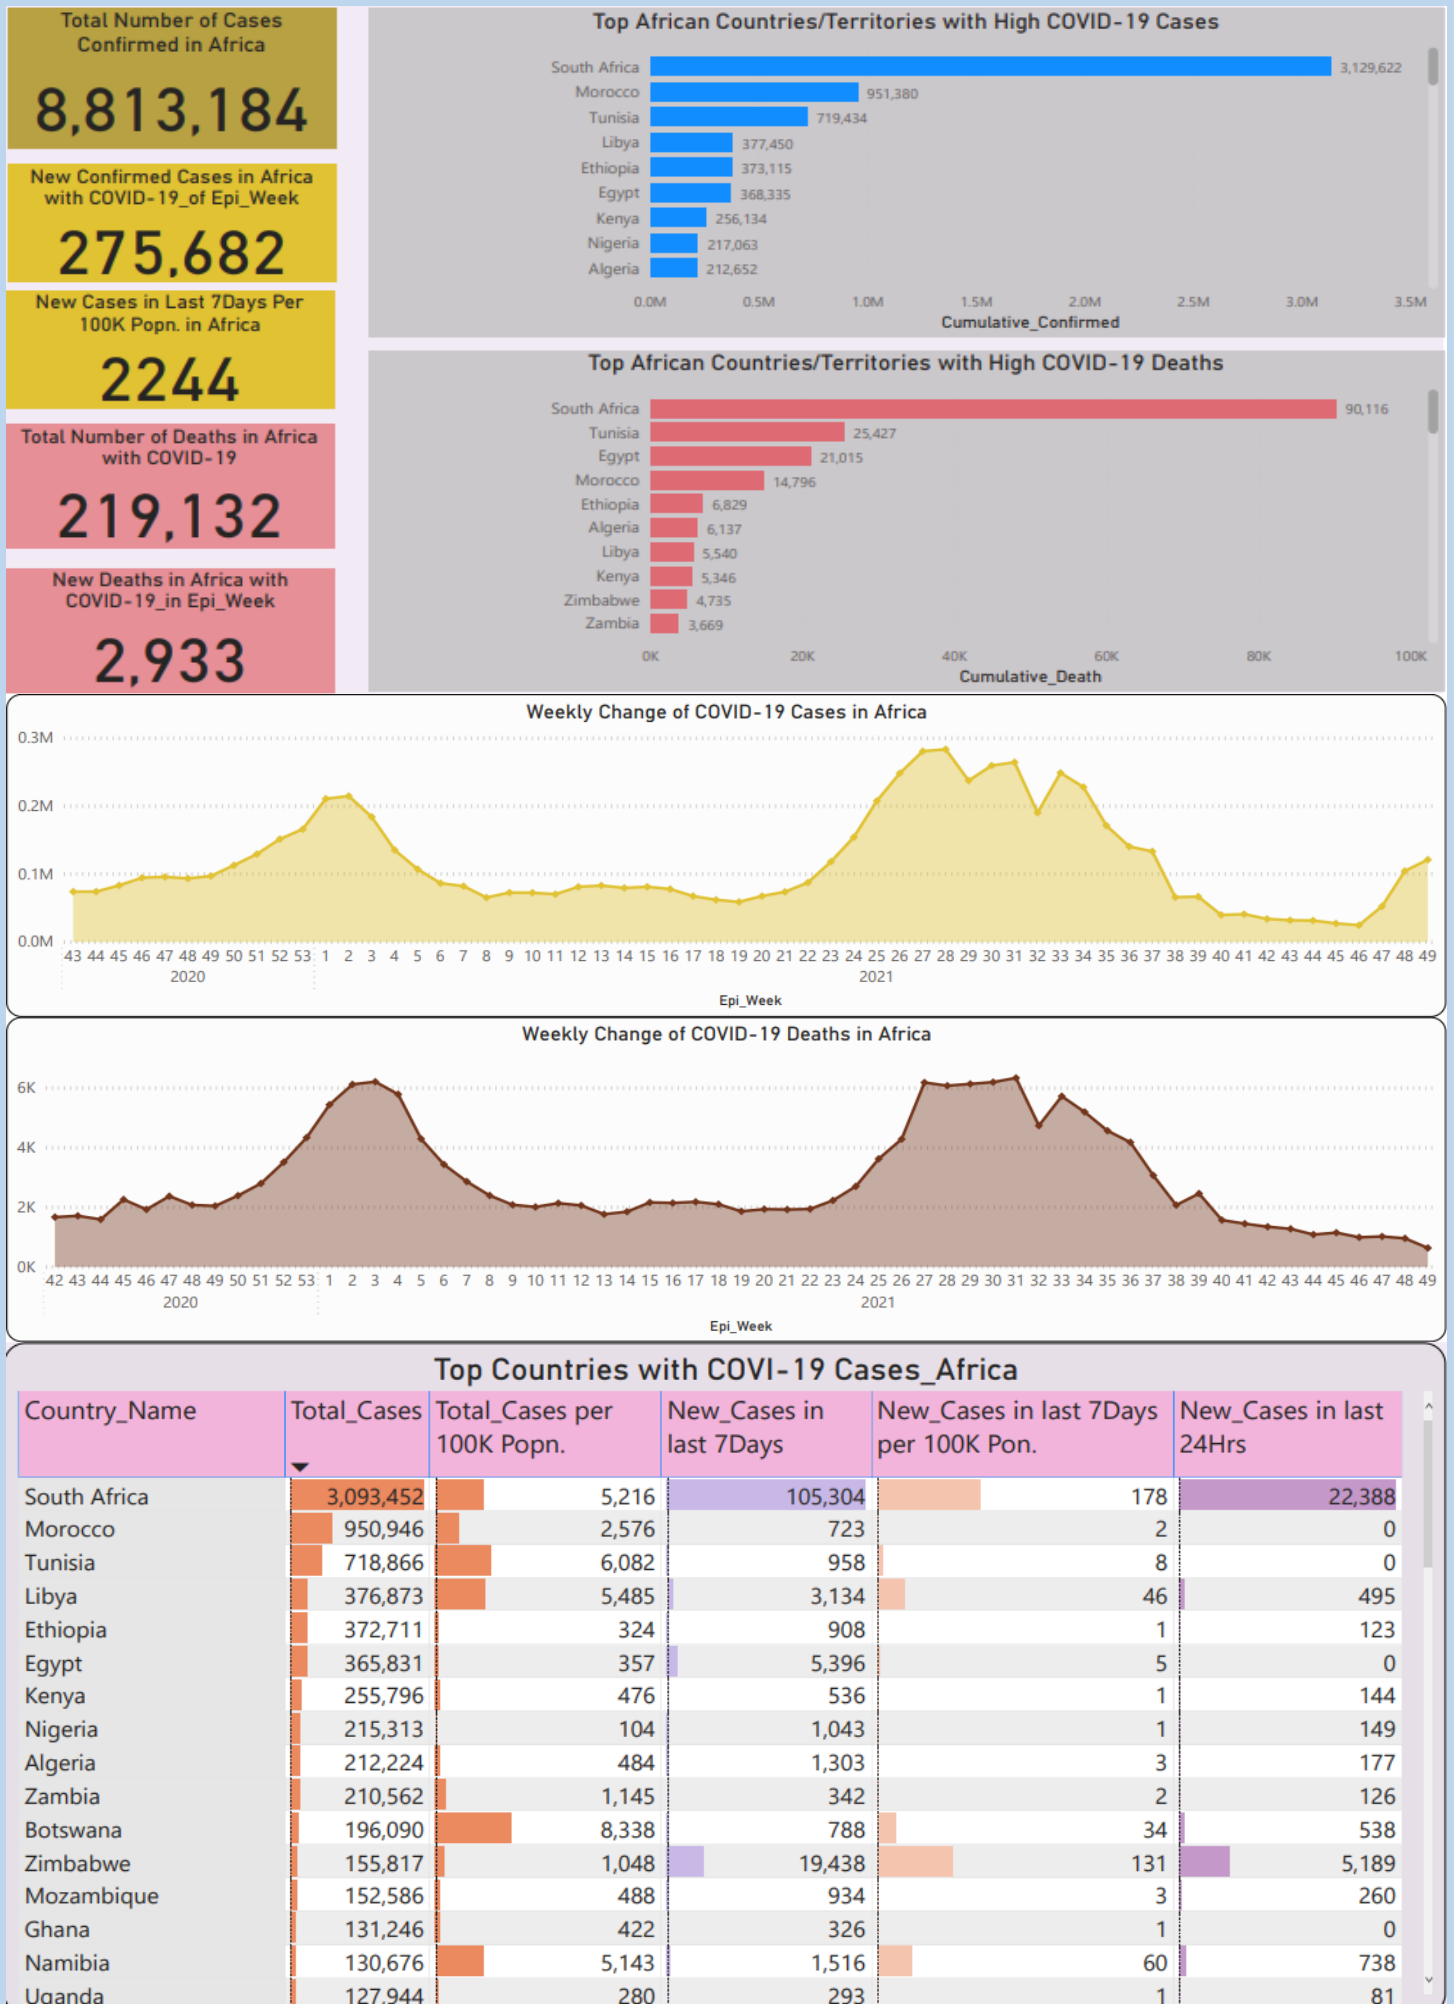 Total Number of Cases
Confirmed in Africa
8,813,184
New Confirmed Cases in Africa
with COVID-19_of Epi_Week
275,682
New Cases in Last 7Days Per
100K Popn. in Africa
2244
Total Number of Deaths in Africa
with COVID-19
219,132
New Deaths in Africa with
COVID-19_in Epi_Week
2,933
Top African Countries/Territories with High COVID-19 Cases
South Africa 3,129,622
Morocco 951,380
Tunisia 719,434
Libya 377,450
Ethiopia 373,115
Egypt 368,335
Kenya 256,134
Nigeria 217,063
Algeria 212,652
0.0M 0.5M 1.0M 1.5M 2.0M 2.5M 3.0M 3.5M
Cumulative_Confirmed
Top African Countries/Territories with High COVID-19 Deaths
South Africa 90,116
Tunisia 25,427
Egypt 21,015
Morocco 14,796
Ethiopia 6,829
Algeria 6,137
Libya 5,540
Kenya 5,346
Zimbabwe 4,735
Zambia 3,669
0K 20K 40K 60K 80K 100K
Cumulative_Death
Weekly Change of COVID-19 Cases in Africa
0.3M
0.2M
0.1M
0.0M
43 44 45 46 47 48 49 50 51 52 53 1 2 3 4 5 6 7 8 9 10 11 12 13 14 15 16 17 18 19 20 21 22 23 24 25 26 27 28 29 30 31 32 33 34 35 36 37 38 39 40 41 42 43 44 45 46 47 48 49
2020 2021
Epi_Week
Weekly Change of COVID-19 Deaths in Africa
6K
4K
2K
0K
42 43 44 45 46 47 48 49 50 51 52 53 1 2 3 4 5 6 7 8 9 10 11 12 13 14 15 16 17 18 19 20 21 22 23 24 25 26 27 28 29 30 31 32 33 34 35 36 37 38 39 40 41 42 43 44 45 46 47 48 49
2020 2021
Epi_Week
Top Countries with COVI-19 Cases_Africa
Country_Name Total_Cases Total_Cases per New_Cases in New_Cases in last 7Days New_Cases in last
100K Popn. last 7Days per 100K Pon. 24Hrs
South Africa 3,093,452 5,216 105,304 178 22,388
Morocco 950,946 2,576 723 2 0
Tunisia 718,866 6,082 958 8 0
Libya 376,873 5,485 3,134 46 495
Ethiopia 372,711 324 908 1 123
Egypt 365,831 357 5,396 5 0
Kenya 255,796 476 536 1 144
Nigeria 215,313 104 1,043 1 149
Algeria 212,224 484 1,303 3 177
Zambia 210,562 1,145 342 2 126
Botswana 196,090 8,338 788 34 538
Zimbabwe 155,817 1,048 19,438 131 5,189
Mozambique 152,586 488 934 3 260
Ghana 131,246 422 326 1 0
Namibia 130,676 5,143 1,516 60 738
Uganda 127,944 280 293 1 81